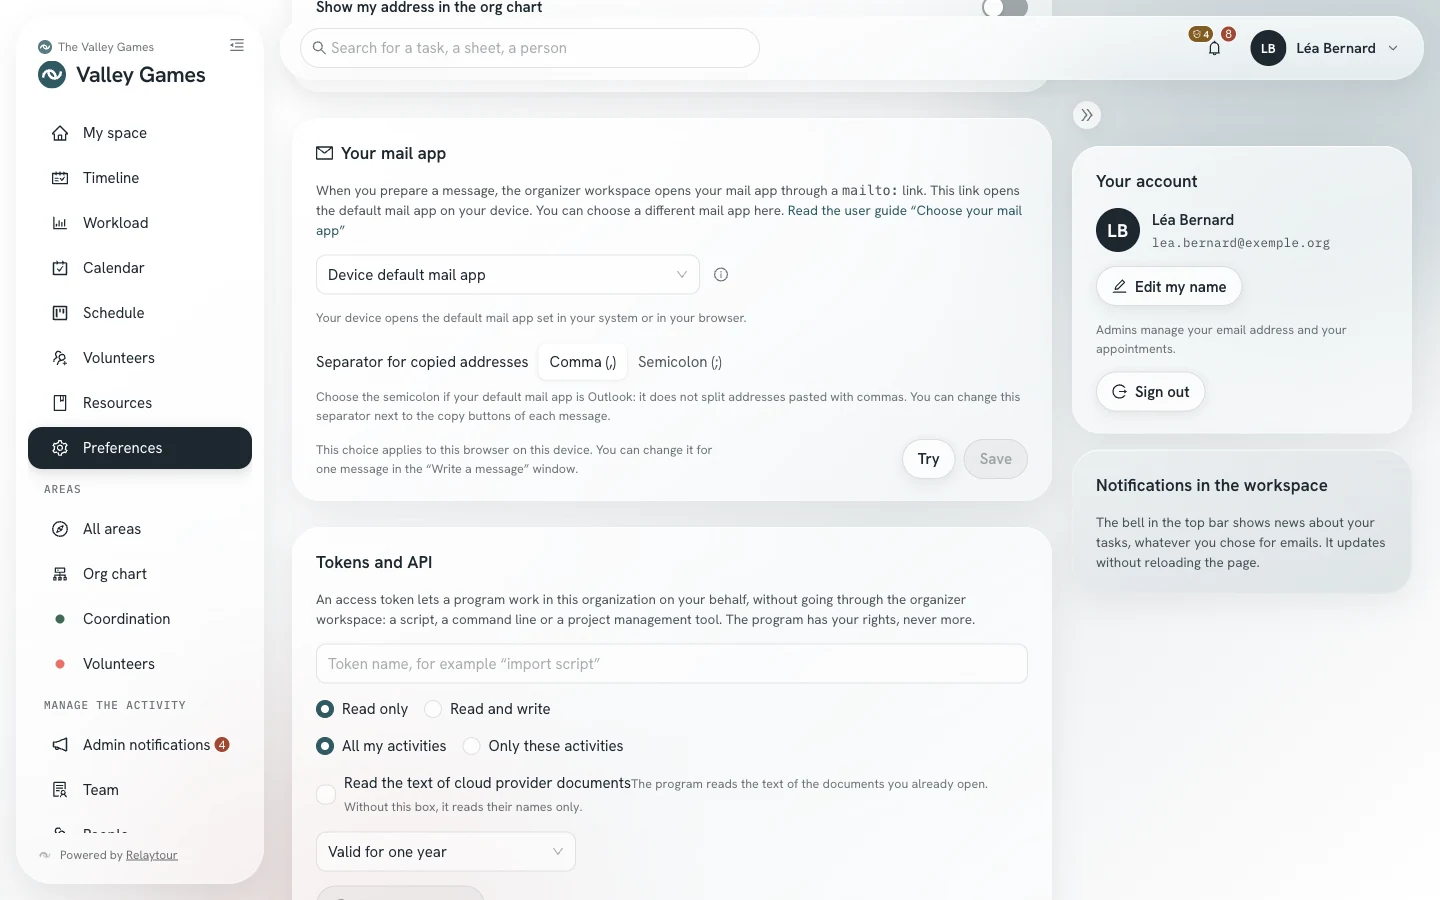 Show my address in the org chart
The Valley Games
Valley Games
Search for a task, a sheet, a person
4
8
LB
Léa Bernard
My space
Timeline
Workload
Calendar
Schedule
Volunteers
Resources
Preferences
AREAS
All areas
Org chart
Coordination
Volunteers
MANAGE THE ACTIVITY
Admin notifications 4
Team
People
Powered by Relaytour
Your mail app
When you prepare a message, the organizer workspace opens your mail app through a mailto: link. This link opens
the default mail app on your device. You can choose a different mail app here. Read the user guide “Choose your mail
app”
Device default mail app
Your device opens the default mail app set in your system or in your browser.
Separator for copied addresses Comma (,) Semicolon (;)
Choose the semicolon if your default mail app is Outlook: it does not split addresses pasted with commas. You can change this
separator next to the copy buttons of each message.
This choice applies to this browser on this device. You can change it for
one message in the “Write a message” window.
Try
Save
Tokens and API
An access token lets a program work in this organization on your behalf, without going through the organizer
workspace: a script, a command line or a project management tool. The program has your rights, never more.
Token name, for example “import script”
Read only Read and write
All my activities Only these activities
Read the text of cloud provider documentsThe program reads the text of the documents you already open.
Without this box, it reads their names only.
Valid for one year
Your account
LB
Léa Bernard
lea.bernard@exemple.org
Edit my name
Admins manage your email address and your
appointments.
Sign out
Notifications in the workspace
The bell in the top bar shows news about your
tasks, whatever you chose for emails. It updates
without reloading the page.